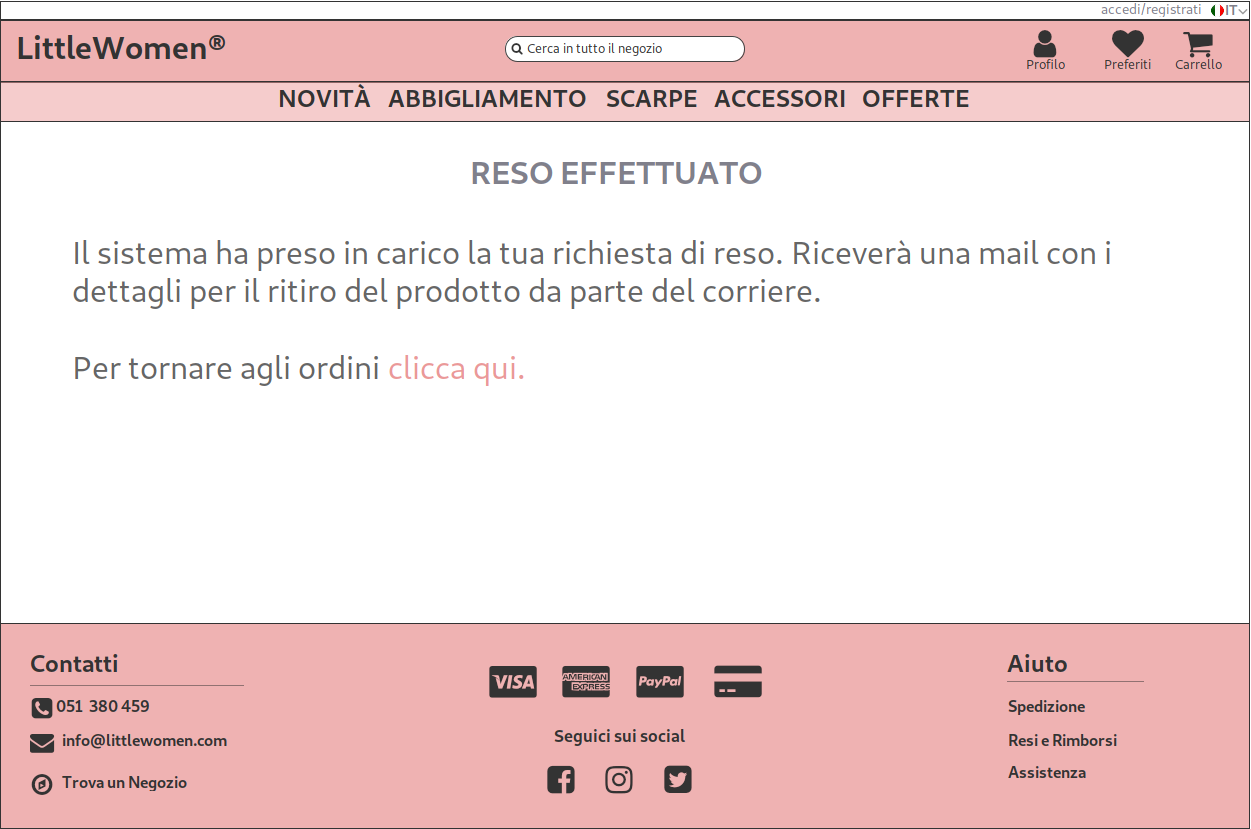 accedi/registrati IT
LittleWomen®
Cerca in tutto il negozio
Profilo Preferiti Carrello
NOVITÀ ABBIGLIAMENTO SCARPE ACCESSORI OFFERTE
RESO EFFETTUATO
Il sistema ha preso in carico la tua richiesta di reso. Riceverà una mail con i
dettagli per il ritiro del prodotto da parte del corriere.
Per tornare agli ordini clicca qui.
Contatti
051 380 459
info@littlewomen.com
Trova un Negozio
VISA AMERICAN EXPRESS PayPal
Seguici sui social
Aiuto
Spedizione
Resi e Rimborsi
Assistenza